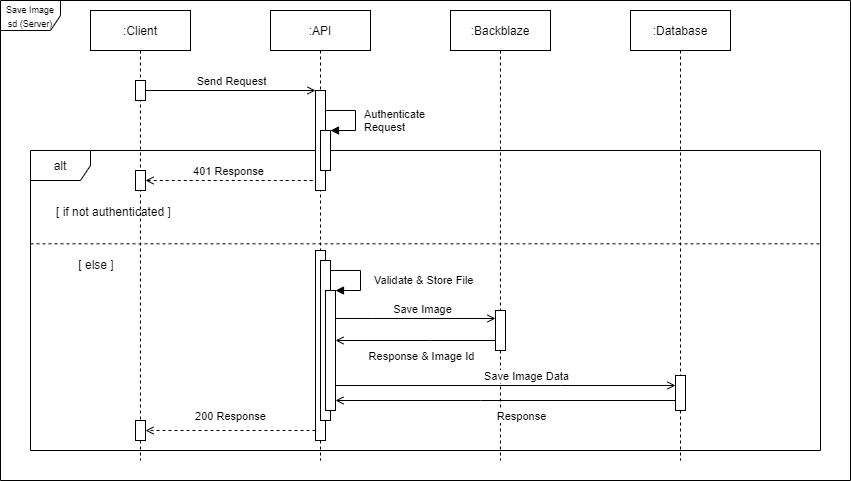 Save Image
sd (Server)
:Client
:API
:Backblaze
:Database
Send Request
Authenticate
Request
alt
401 Response
[ if not authenticated ]
[ else ]
Validate & Store File
Save Image
Response & Image Id
Save Image Data
200 Response
Response